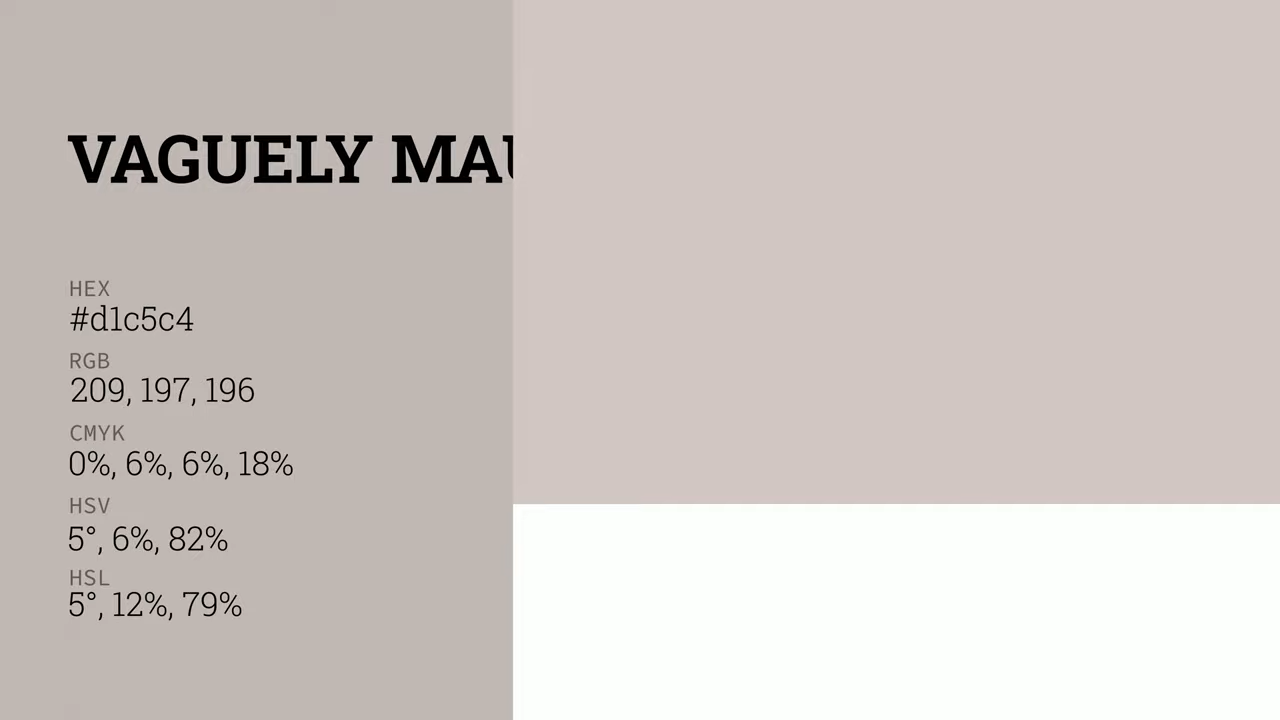 VAGUELY MAU
HEX
#d1c5c4
RGB
209, 197, 196
CMYK
0%, 6%, 6%, 18%
HSV
5°, 6%, 82%
HSL
5°, 12%, 79%